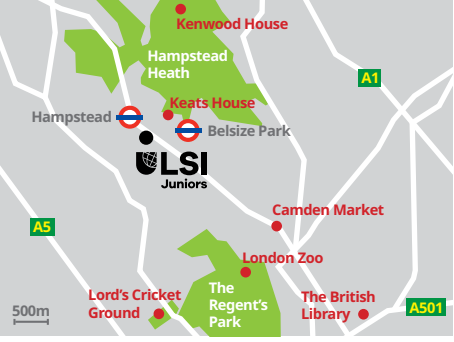 Kenwood House
Hampstead
Heath
A1
Keats House
Hampstead
Belsize Park
LSI
Juniors
Camden Market
A5
London Zoo
Lord's Cricket
Ground
The
Regent's
Park
The British
Library
A501
500m